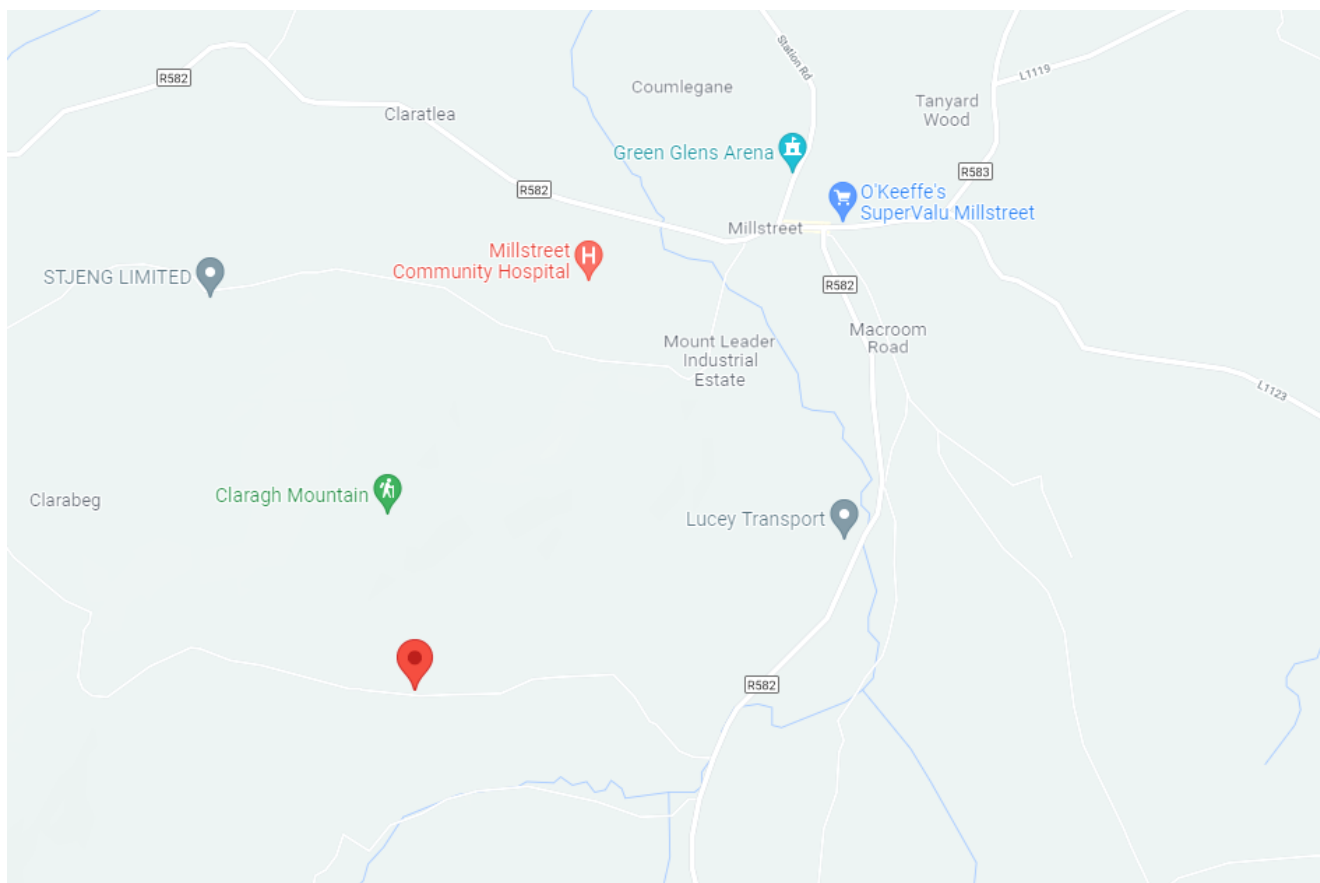 Station Rd
L1119
R582
Coumlegane
Tanyard
Wood
Claratlea
Green Glens Arena
R583
R582
O'Keeffe's
SuperValu Millstreet
Millstreet
Millstreet
Community Hospital
H
STJENG LIMITED
R582
Macroom
Road
Mount Leader
Industrial
Estate
L1123
Claragh Mountain
Clarabeg
Lucey Transport
R582